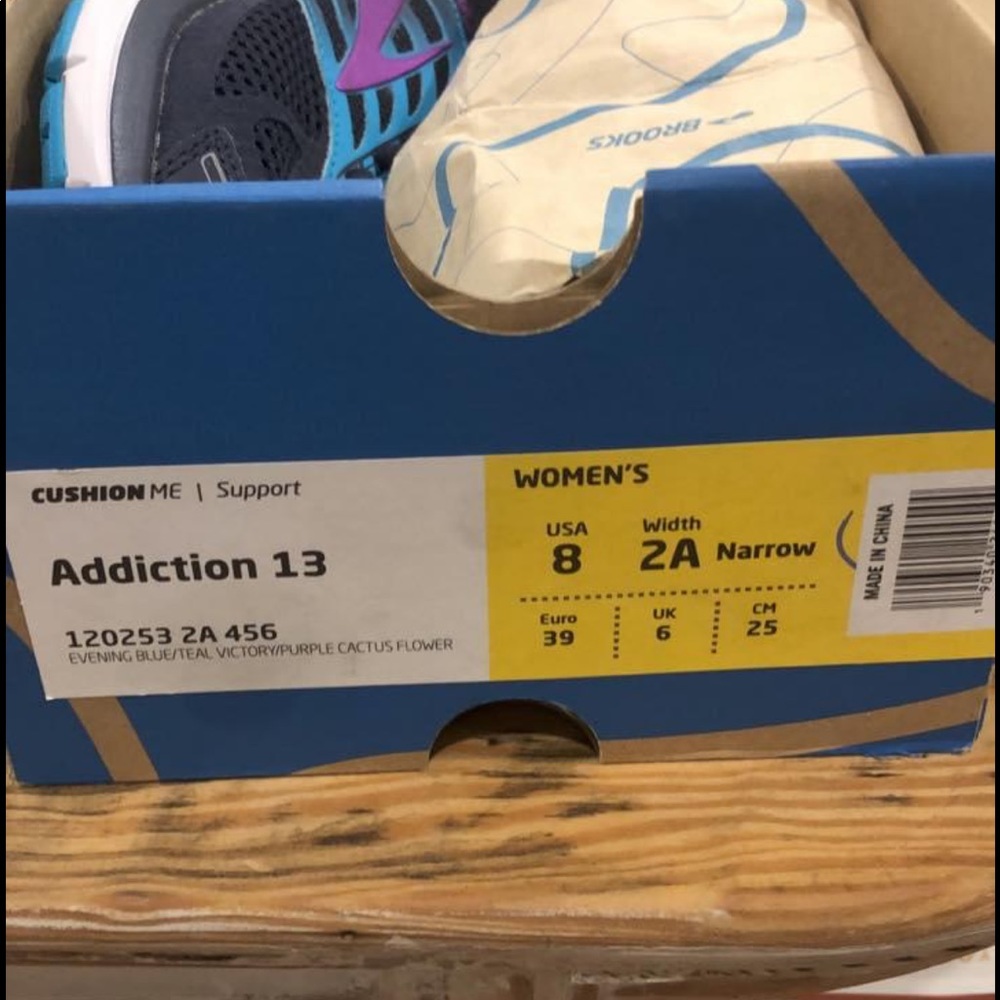 BROOKS
CUSHION ME | Support
Addiction 13
120253 2A 456
EVENING BLUE/TEAL VICTORY/PURPLE CACTUS FLOWER
WOMEN'S
USA
8
Width
2A Narrow
Euro
39
UK
6
CM
25
MADE IN CHINA